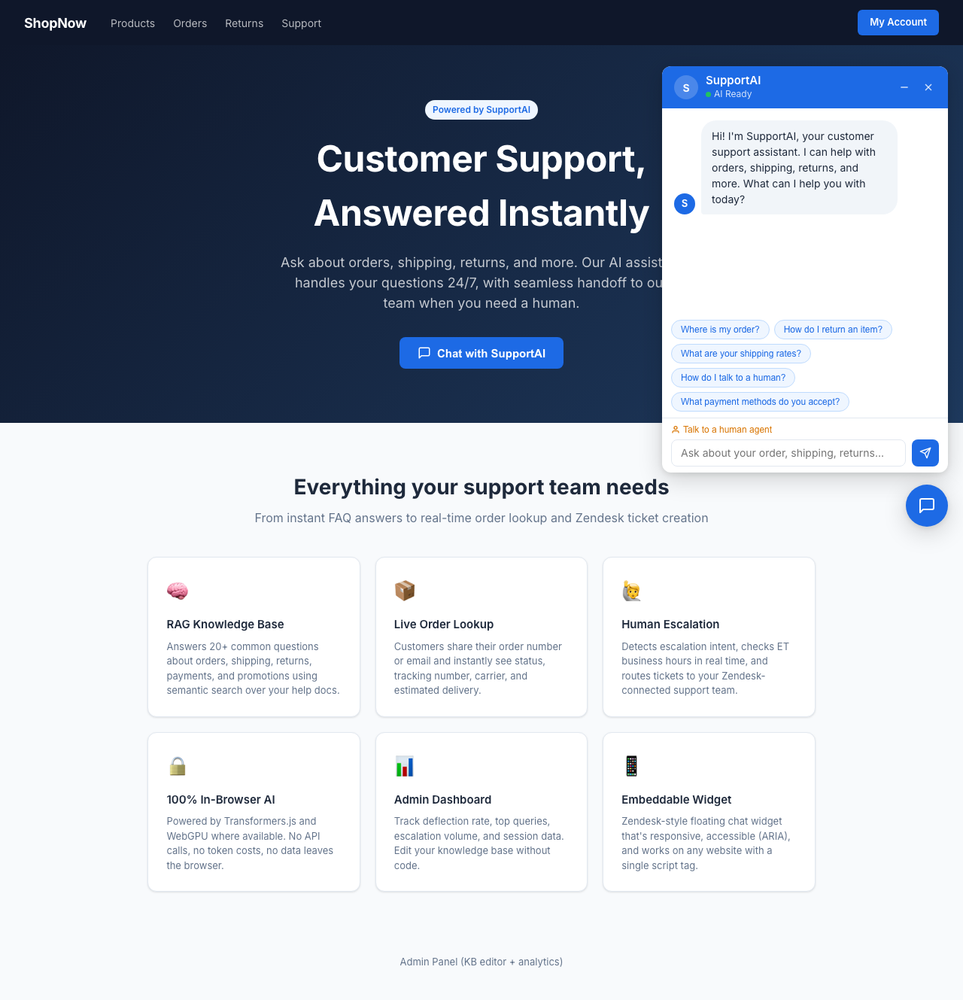 ShopNow
Products
Orders
Returns
Support
My Account
Powered by SupportAI
Customer Support,
Answered Instantly
Ask about orders, shipping, returns, and more. Our AI assist
handles your questions 24/7, with seamless handoff to ou
team when you need a human.
Chat with SupportAI
S
SupportAI
AI Ready
Hi! I'm SupportAI, your customer
support assistant. I can help with
orders, shipping, returns, and
more. What can I help you with
today?
S
Where is my order?
How do I return an item?
What are your shipping rates?
How do I talk to a human?
What payment methods do you accept?
Talk to a human agent
Ask about your order, shipping, returns...
Everything your support team needs
From instant FAQ answers to real-time order lookup and Zendesk ticket creation
RAG Knowledge Base
Answers 20+ common questions
about orders, shipping, returns,
payments, and promotions using
semantic search over your help docs.
Live Order Lookup
Customers share their order number
or email and instantly see status,
tracking number, carrier, and
estimated delivery.
Human Escalation
Detects escalation intent, checks ET
business hours in real time, and
routes tickets to your Zendesk-
connected support team.
100% In-Browser AI
Powered by Transformers.js and
WebGPU where available. No API
calls, no token costs, no data leaves
the browser.
Admin Dashboard
Track deflection rate, top queries,
escalation volume, and session data.
Edit your knowledge base without
code.
Embeddable Widget
Zendesk-style floating chat widget
that's responsive, accessible (ARIA),
and works on any website with a
single script tag.
Admin Panel (KB editor + analytics)